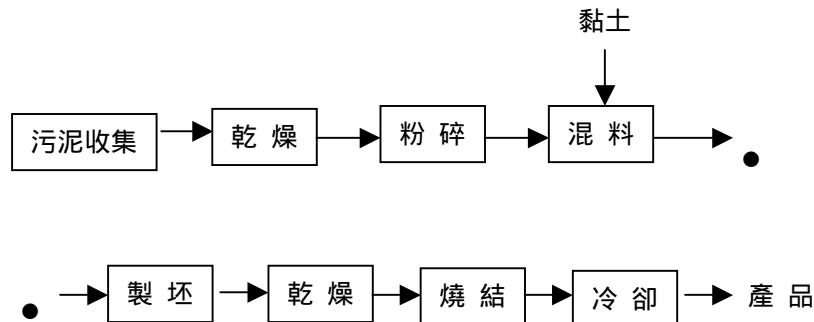 黏土
污泥收集
乾 燥
粉 碎
混 料
製 坯
乾 燥
燒 結
冷 卻
產 品